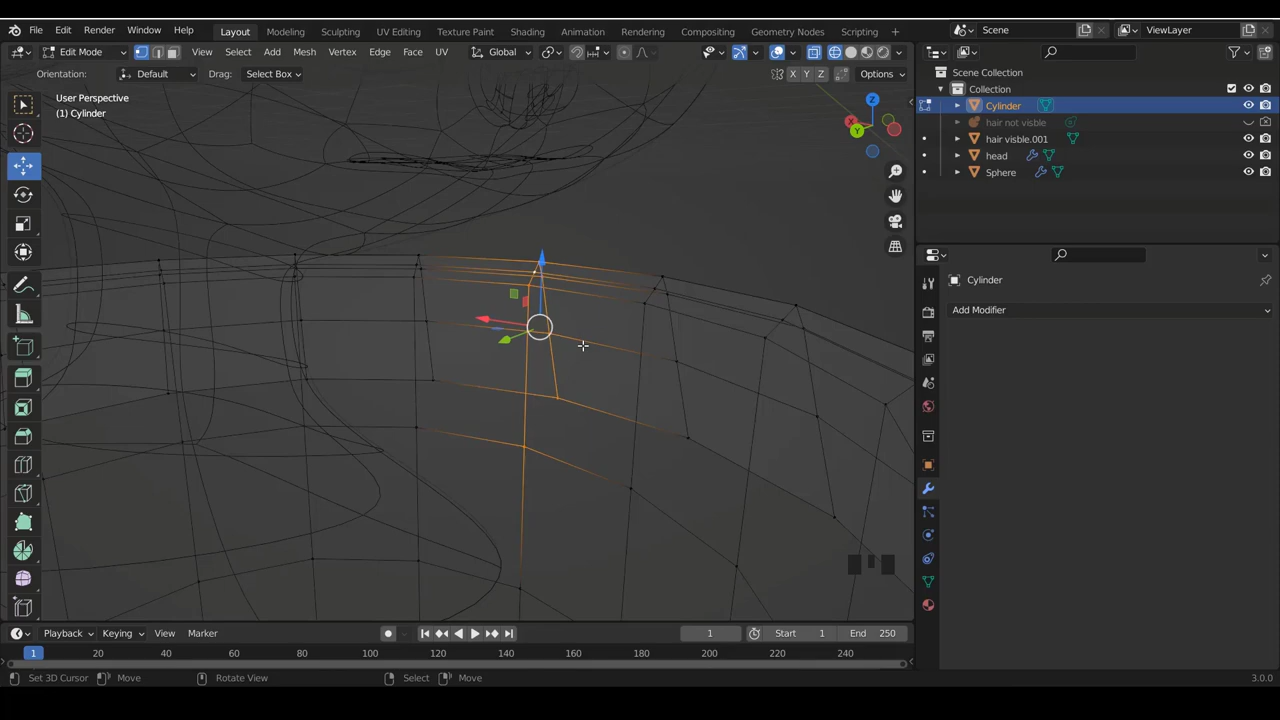 File Edit Render Window Help Layout Modeling Sculpting UV Editing Texture Paint Shading Animation Rendering Compositing Geometry Nodes Scripting Scene ViewLayer
Edit Mode View Select Add Mesh Vertex Edge Face UV Global
Orientation: Default Drag: Select Box X Y Z Options
Scene Collection
Collection
Cylinder
hair not visble
hair visble.001
head
Sphere
User Perspective
(1) Cylinder
Z
X
Y
Cylinder
Add Modifier
Playback Keying View Marker 1 Start 1 End 250
1 20 40 60 80 100 120 140 160 180 200 220 240
Set 3D Cursor Move Rotate View Select Move 3.0.0